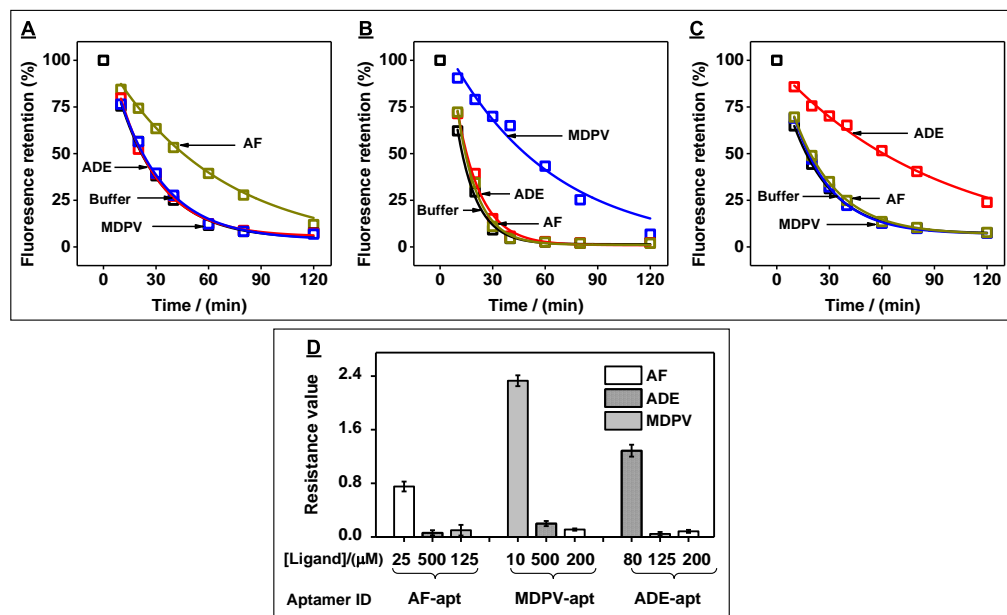 A
Fluoresence retention (%)
100
75
50
25
0
AF
ADE
Buffer
MDPV
0 30 60 90 120
Time / (min)
B
Fluoresence retention (%)
100
75
50
25
0
MDPV
ADE
Buffer
AF
0 30 60 90 120
Time / (min)
C
Fluoresence retention (%)
100
75
50
25
0
ADE
Buffer
AF
MDPV
0 30 60 90 120
Time / (min)
D
Resistance value
2.4
1.6
0.8
0.0
AF
ADE
MDPV
[Ligand]/(μM) 25 500 125 10 500 200 80 125 200
Aptamer ID AF-apt MDPV-apt ADE-apt